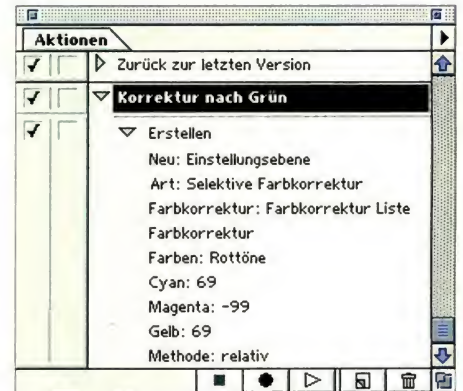 Aktionen
Zurück zur letzten Version
Korrektur nach Grün
Erstellen
Neu: Einstellungsebene
Art: Selektive Farbkorrektur
Farbkorrektur: Farbkorrektur Liste
Farbkorrektur
Farben: Rottöne
Cyan: 69
Magenta: -99
Gelb: 69
Methode: relativ